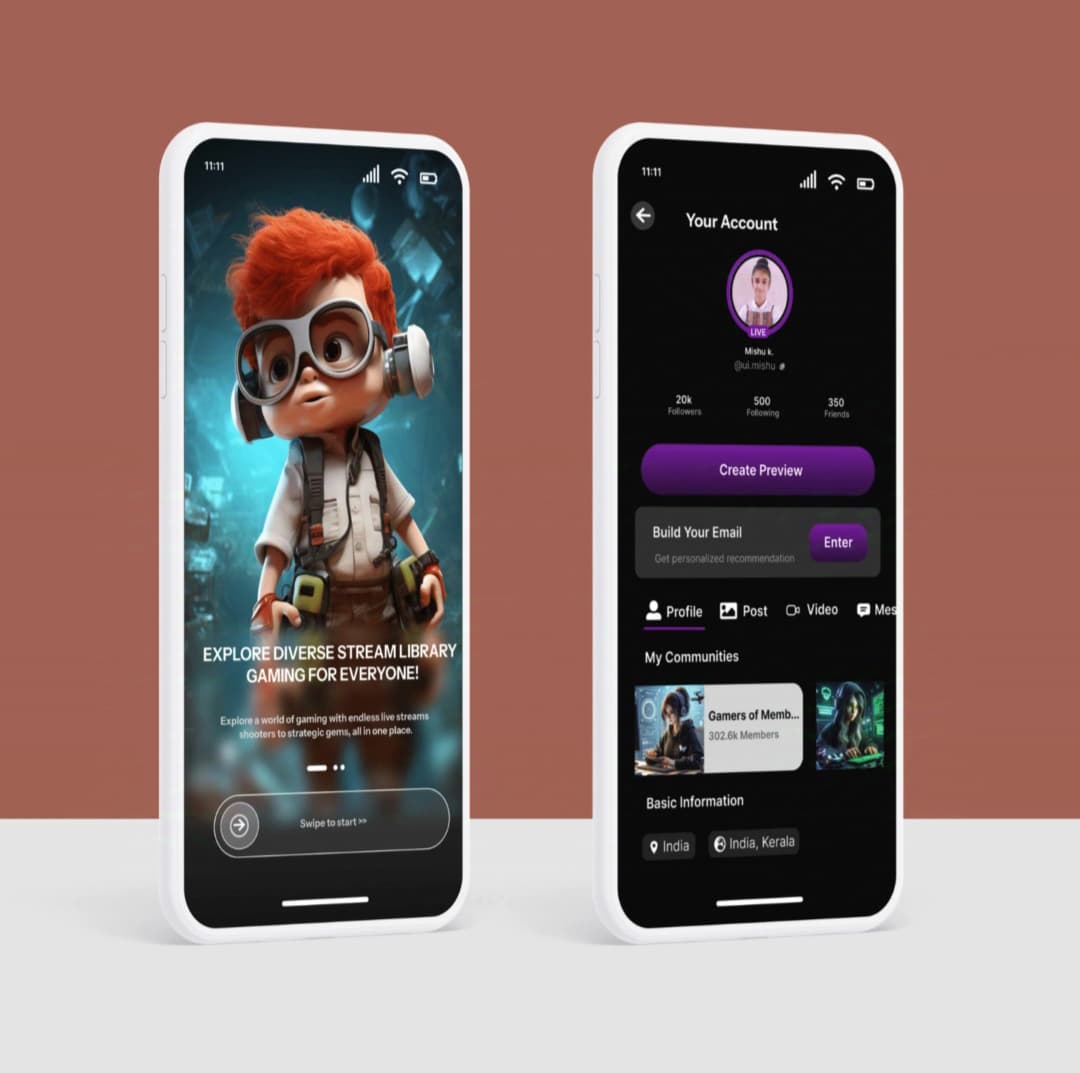 11:11
EXPLORE DIVERSE STREAM LIBRARY
GAMING FOR EVERYONE!
Explore a world of gaming with endless live streams
shooters to strategic gems, all in one place.
Swipe to start >>
11:11
Your Account
LIVE
Mishu k.
@ui.mishu
20k
500
350
Followers
Following
Friends
Create Preview
Build Your Email
Get personalized recommendation
Enter
Profile
Post
Video
Mes
My Communities
Gamers of Memb...
302.6k Members
Basic Information
India
India, Kerala